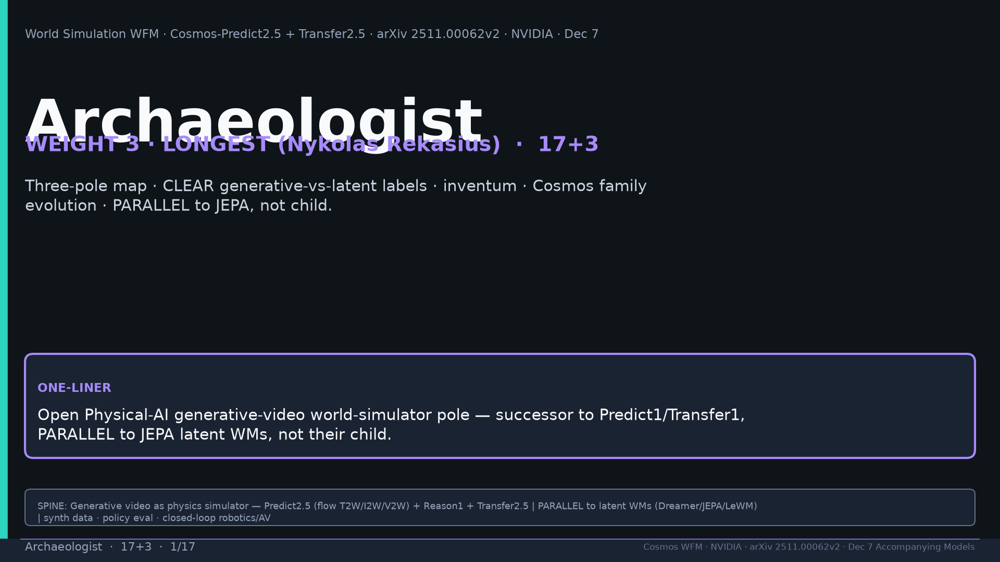 World Simulation WFM · Cosmos-Predict2.5 + Transfer2.5 · arXiv 2511.00062v2 · NVIDIA · Dec 7
Archaeologist
WEIGHT 3 · LONGEST (Nykolas Rekasius) · 17+3
Three-pole map · CLEAR generative-vs-latent labels · inventum · Cosmos family
evolution · PARALLEL to JEPA, not child.
ONE-LINER
Open Physical-AI generative-video world-simulator pole — successor to Predict1/Transfer1,
PARALLEL to JEPA latent WMs, not their child.
SPINE: Generative video as physics simulator — Predict2.5 (flow T2W/I2W/V2W) + Reason1 + Transfer2.5 | PARALLEL to latent WMs (Dreamer/JEPA/LeWM)
| synth data · policy eval · closed-loop robotics/AV
Archaeologist · 17+3 · 1/17
Cosmos WFM · NVIDIA · arXiv 2511.00062v2 · Dec 7 Accompanying Models